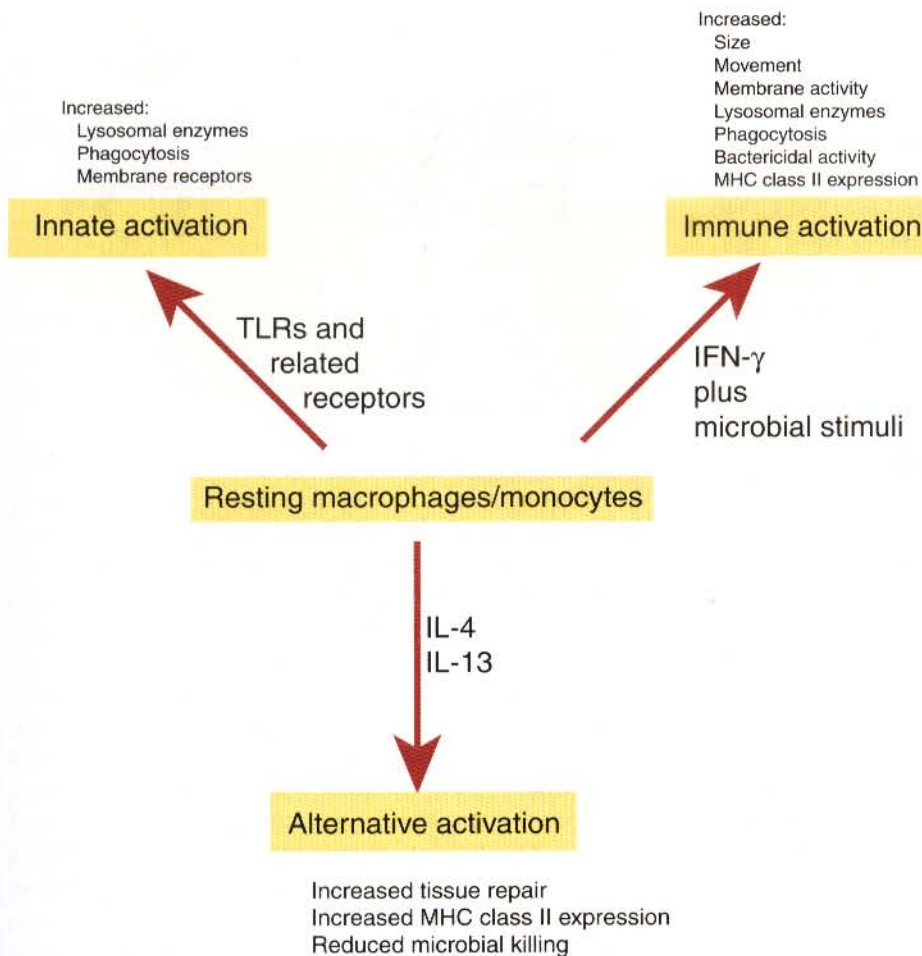 Increased:
Lysosomal enzymes
Phagocytosis
Membrane receptors
Innate activation
Increased:
Size
Movement
Membrane activity
Lysosomal enzymes
Phagocytosis
Bactericidal activity
MHC class II expression
Immune activation
TLRs and
related
receptors
IFN-γ
plus
microbial stimuli
Resting macrophages/monocytes
IL-4
IL-13
Alternative activation
Increased tissue repair
Increased MHC class II expression
Reduced microbial killing